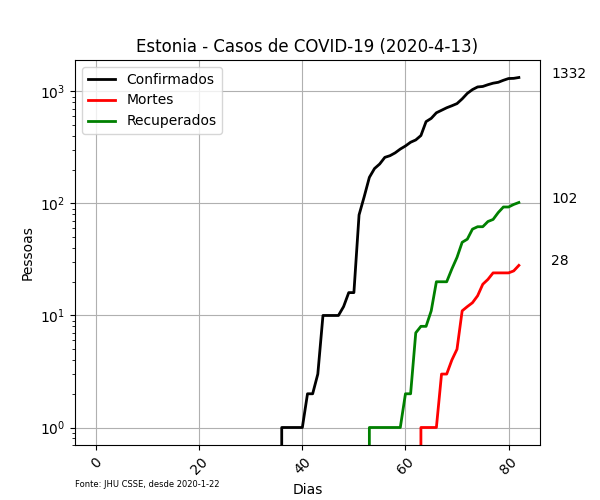 Estonia - Casos de COVID-19 (2020-4-13)
Confirmados
Mortes
Recuperados
1332
102
28
Pessoas
10³
10²
10¹
10⁰
0
20
40
60
80
Dias
Fonte: JHU CSSE, desde 2020-1-22